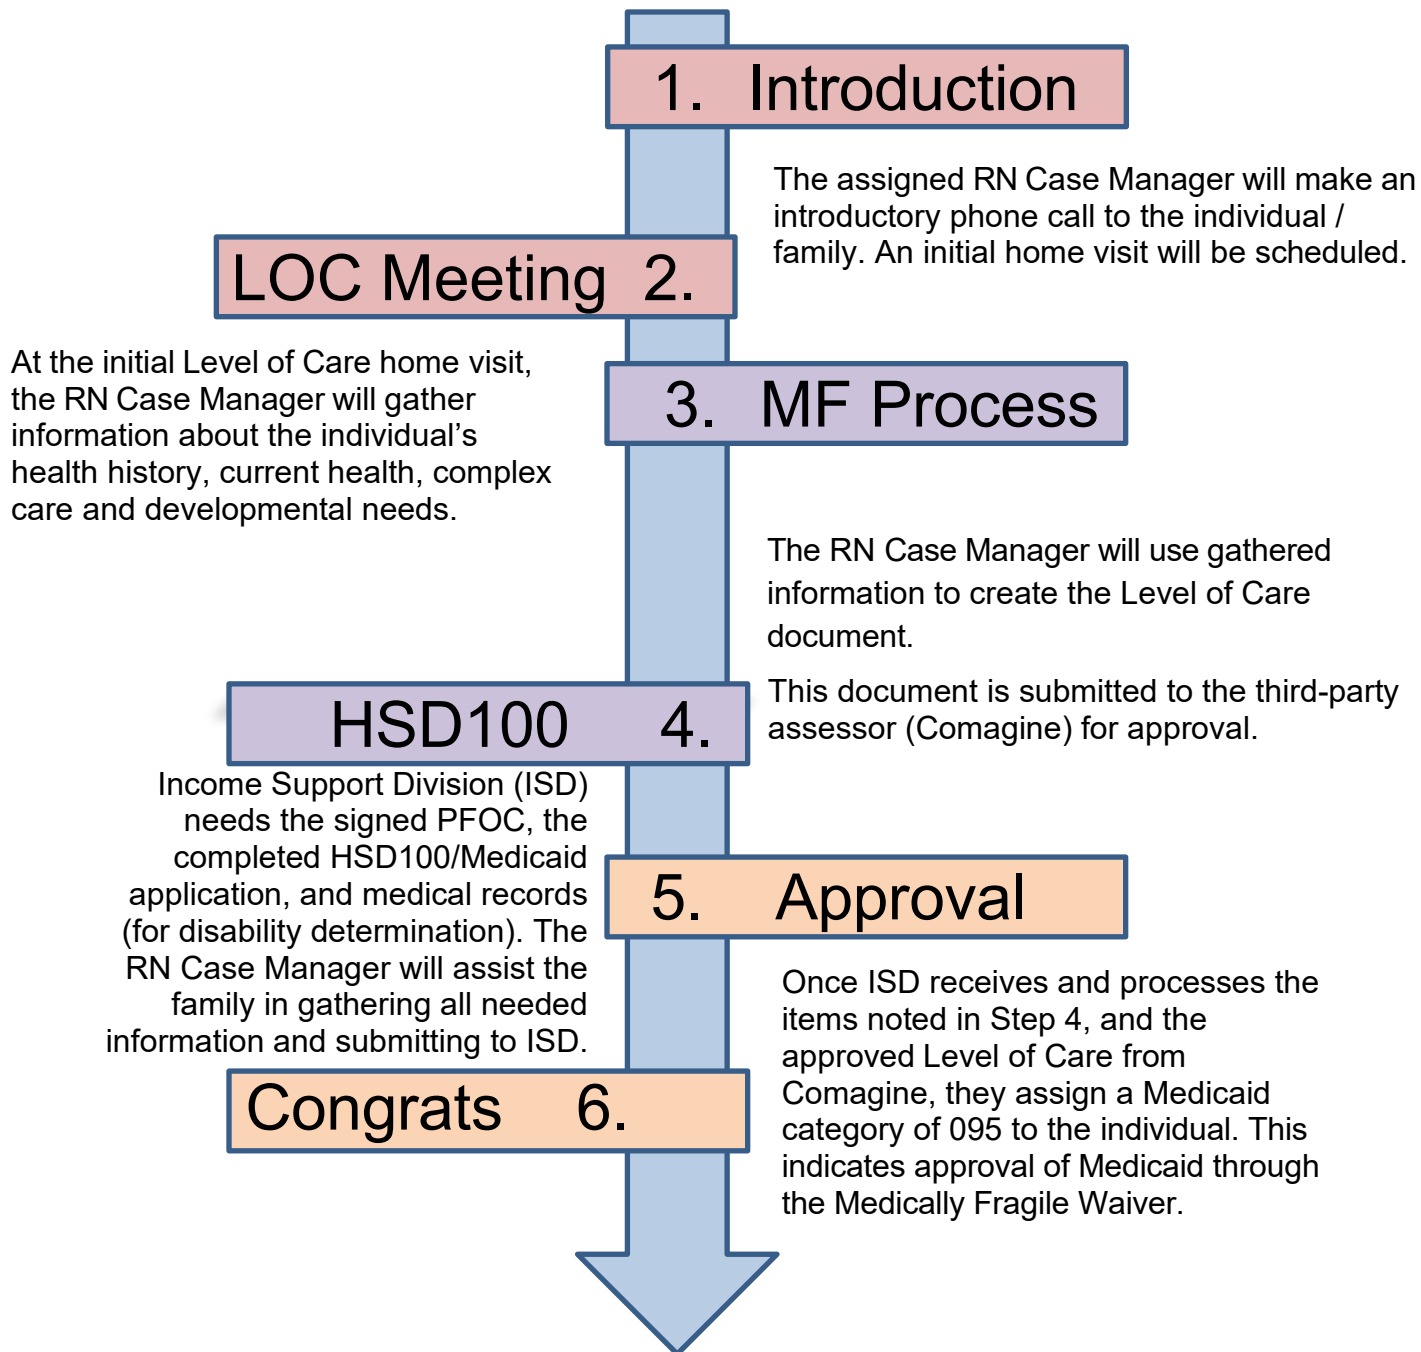 1. Introduction
The assigned RN Case Manager will make an
introductory phone call to the individual /
family. An initial home visit will be scheduled.
LOC Meeting 2.
At the initial Level of Care home visit,
the RN Case Manager will gather
information about the individual’s
health history, current health, complex
care and developmental needs.
3. MF Process
The RN Case Manager will use gathered
information to create the Level of Care
document.
This document is submitted to the third-party
assessor (Comagine) for approval.
HSD100 4.
Income Support Division (ISD)
needs the signed PFOC, the
completed HSD100/Medicaid
application, and medical records
(for disability determination). The
RN Case Manager will assist the
family in gathering all needed
information and submitting to ISD.
5. Approval
Once ISD receives and processes the
items noted in Step 4, and the
approved Level of Care from
Comagine, they assign a Medicaid
category of 095 to the individual. This
indicates approval of Medicaid through
the Medically Fragile Waiver.
Congrats 6.